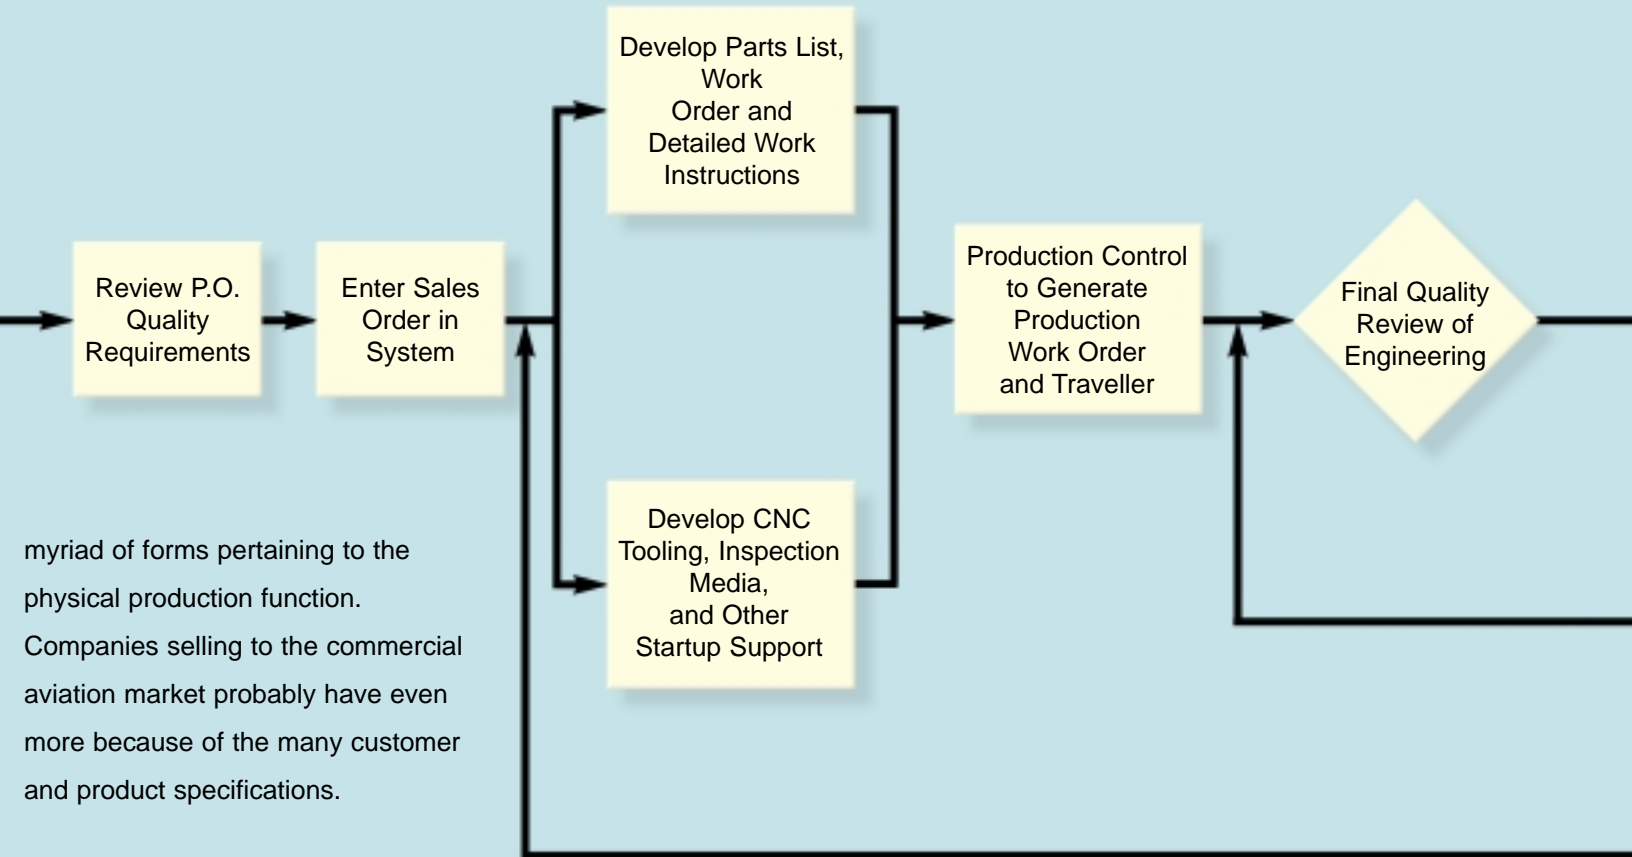 Develop Parts List,
Work
Order and
Detailed Work
Instructions
Review P.O.
Quality
Requirements
Enter Sales
Order in
System
Production Control
to Generate
Production
Work Order
and Traveller
Final Quality
Review of
Engineering
Develop CNC
Tooling, Inspection
Media,
and Other
Startup Support
myriad of forms pertaining to the
physical production function.
Companies selling to the commercial
aviation market probably have even
more because of the many customer
and product specifications.